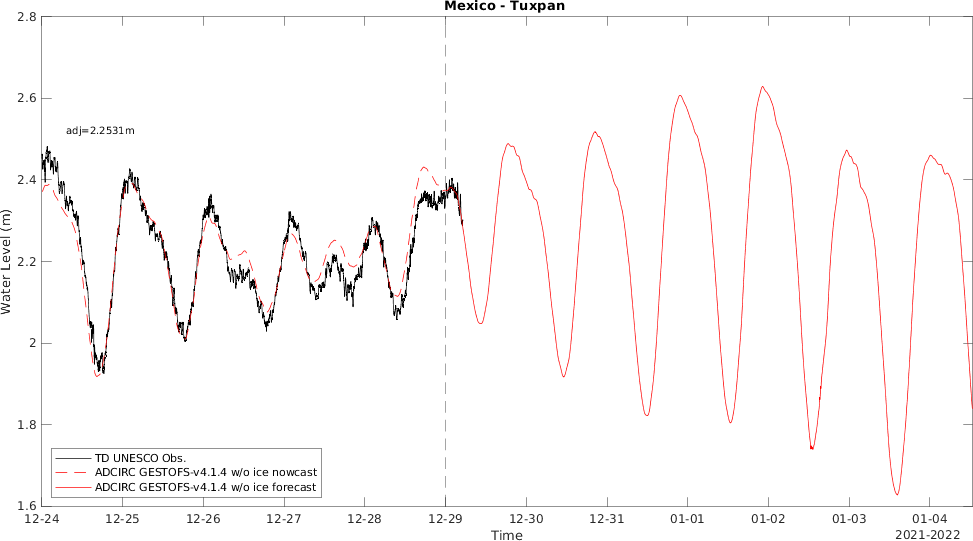 Mexico - Tuxpan
2.8
2.6
2.4
2.2
2
1.8
1.6
Water Level (m)
adj=2.2531m
TD UNESCO Obs.
ADCIRC GESTOFS-v4.1.4 w/o ice nowcast
ADCIRC GESTOFS-v4.1.4 w/o ice forecast
12-24 12-25 12-26 12-27 12-28 12-29 12-30 12-31 01-01 01-02 01-03 01-04
Time
2021-2022